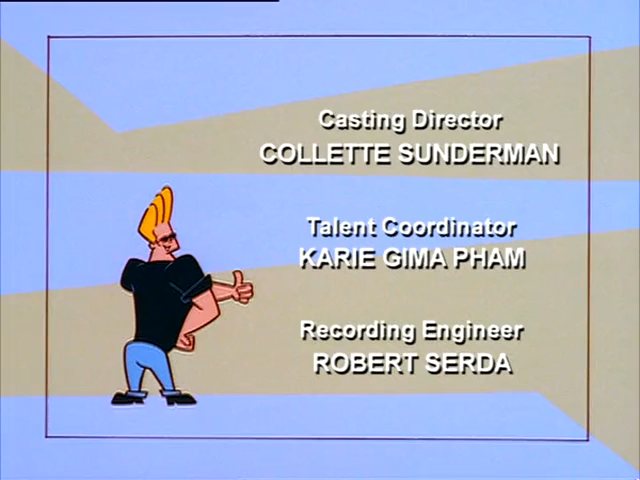 Casting Director
COLLETTE SUNDERMAN
Talent Coordinator
KARIE GIMA PHAM
Recording Engineer
ROBERT SERDA